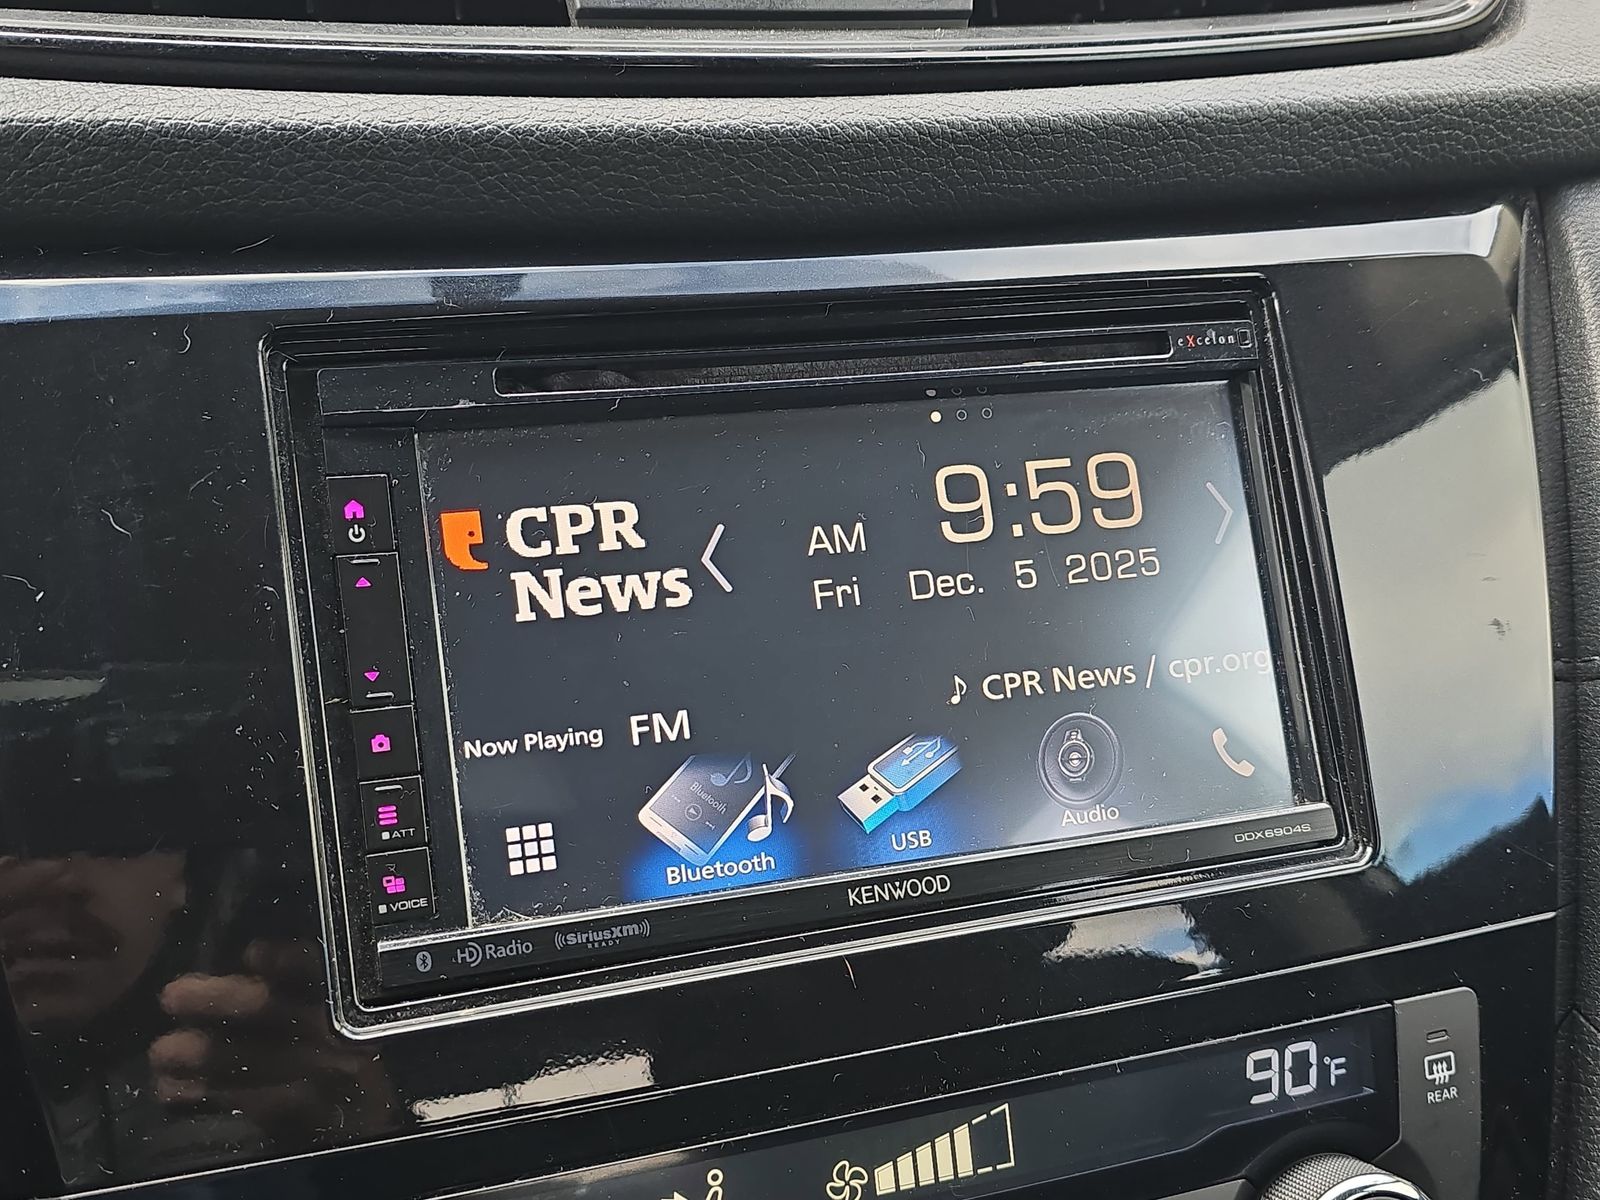 eXcelon
9:59
AM
Fri Dec. 5 2025
CPR
News
CPR News / cpr.org
Now Playing FM
Bluetooth
Bluetooth
USB
Audio
ATT
VOICE
DDX6904S
KENWOOD
HD Radio
((SiriusXM))
READY
90°F
REAR